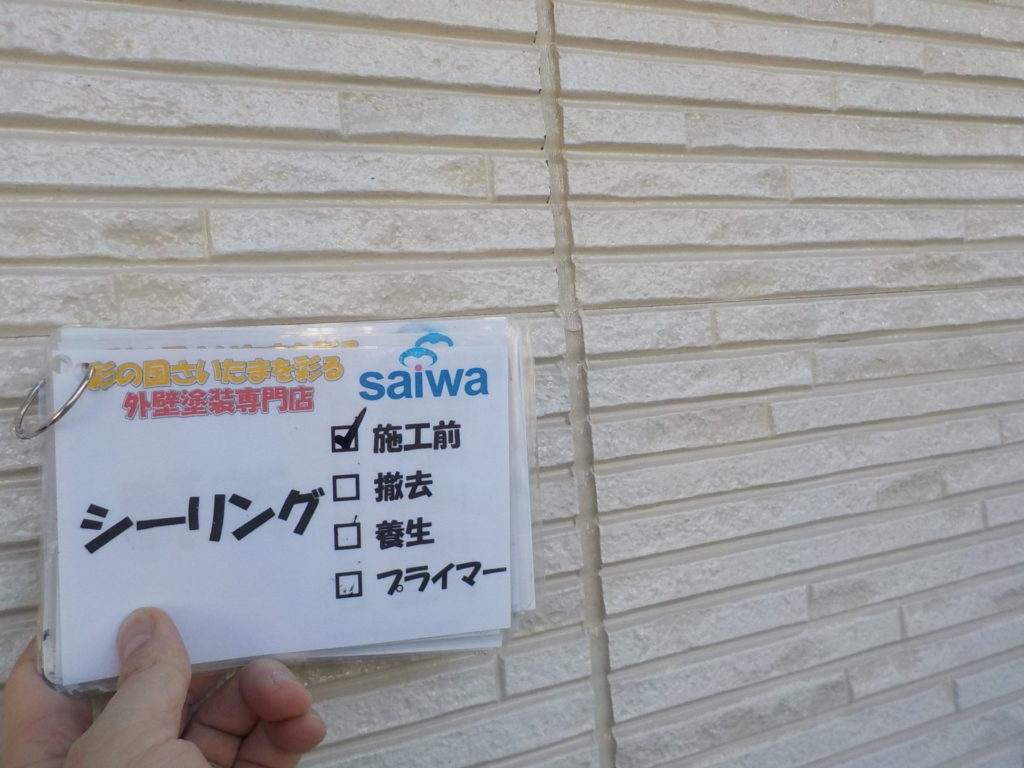 彩の国さいたまを彩る
外壁塗装専門店
saiwa
シーリング
施工前
撤去
養生
プライマー